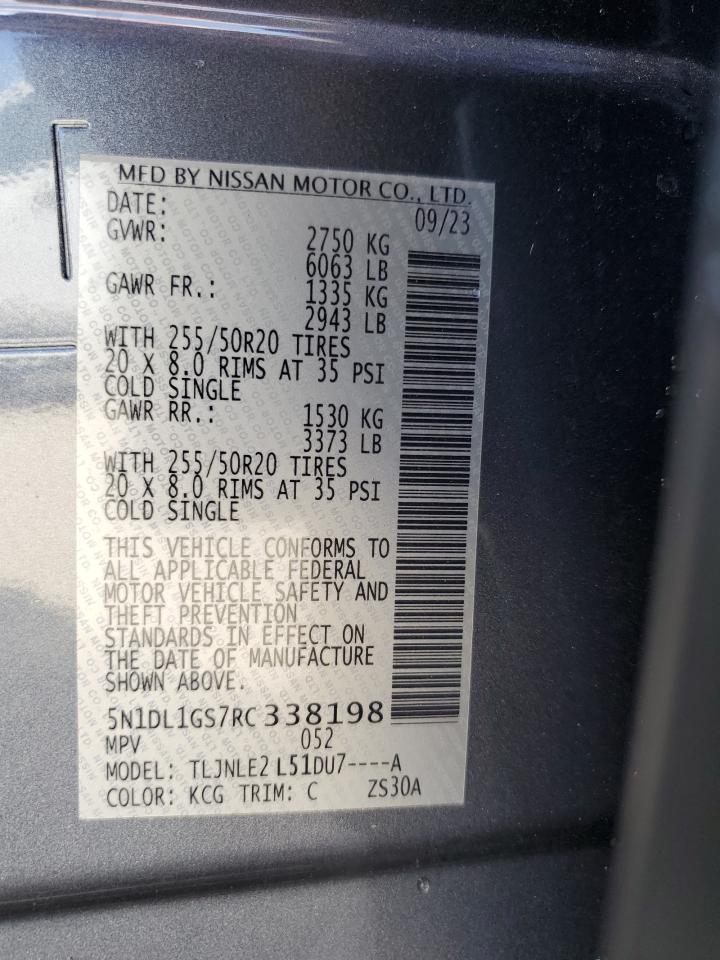 MFD BY NISSAN MOTOR CO., LTD.
DATE: 09/23
GVWR: 2750 KG
6063 LB
GAWR FR.: 1335 KG
2943 LB
WITH 255/50R20 TIRES
20 X 8.0 RIMS AT 35 PSI
COLD SINGLE
GAWR RR.: 1530 KG
3373 LB
WITH 255/50R20 TIRES
20 X 8.0 RIMS AT 35 PSI
COLD SINGLE
THIS VEHICLE CONFORMS TO
ALL APPLICABLE FEDERAL
MOTOR VEHICLE SAFETY AND
THEFT PREVENTION
STANDARDS IN EFFECT ON
THE DATE OF MANUFACTURE
SHOWN ABOVE.
5N1DL1GS7RC338198
MPV 052
MODEL: TLJNLE2 L51DU7----A
COLOR: KCG TRIM: C ZS30A